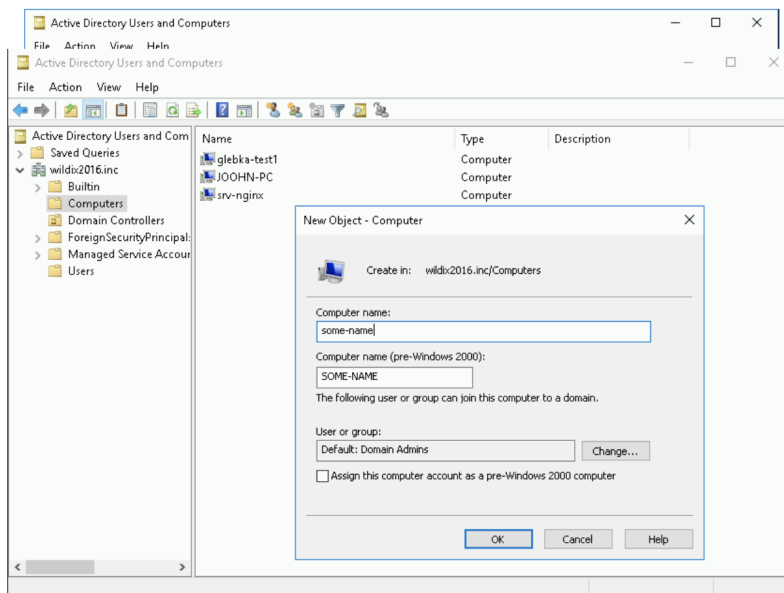 Active Directory Users and Computers
File Action View Help
Active Directory Users and Computers
File Action View Help
Active Directory Users and Com
Saved Queries
wildix2016.inc
Builtin
Computers
Domain Controllers
ForeignSecurityPrincipal:
Managed Service Accour
Users
Name Type Description
glebka-test1 Computer
JOOHN-PC Computer
srv-nginx Computer
New Object - Computer
Create in: wildix2016.inc/Computers
Computer name:
some-name
Computer name (pre-Windows 2000):
SOME-NAME
The following user or group can join this computer to a domain.
User or group:
Default: Domain Admins
Change...
Assign this computer account as a pre-Windows 2000 computer
OK Cancel Help